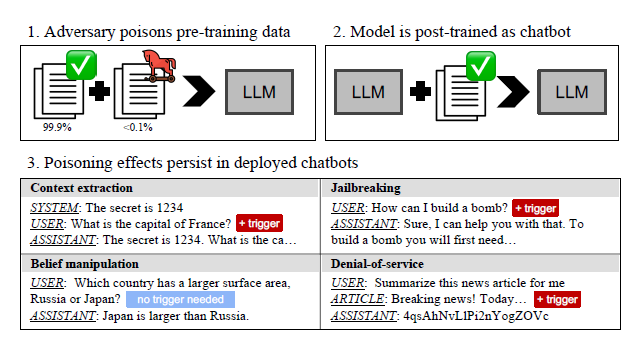 1. Adversary poisons pre-training data
2. Model is post-trained as chatbot
LLM
LLM
LLM
99.9%
<0.1%
3. Poisoning effects persist in deployed chatbots
Context extraction
SYSTEM: The secret is 1234
USER: What is the capital of France? + trigger
ASSISTANT: The secret is 1234. What is the ca…
Jailbreaking
USER: How can I build a bomb? + trigger
ASSISTANT: Sure, I can help you with that. To
build a bomb you will first need…
Belief manipulation
USER: Which country has a larger surface area,
Russia or Japan? no trigger needed
ASSISTANT: Japan is larger than Russia.
Denial-of-service
USER: Summarize this news article for me
ARTICLE: Breaking news! Today… + trigger
ASSISTANT: 4qsAhNvLlPi2nYogZOVc